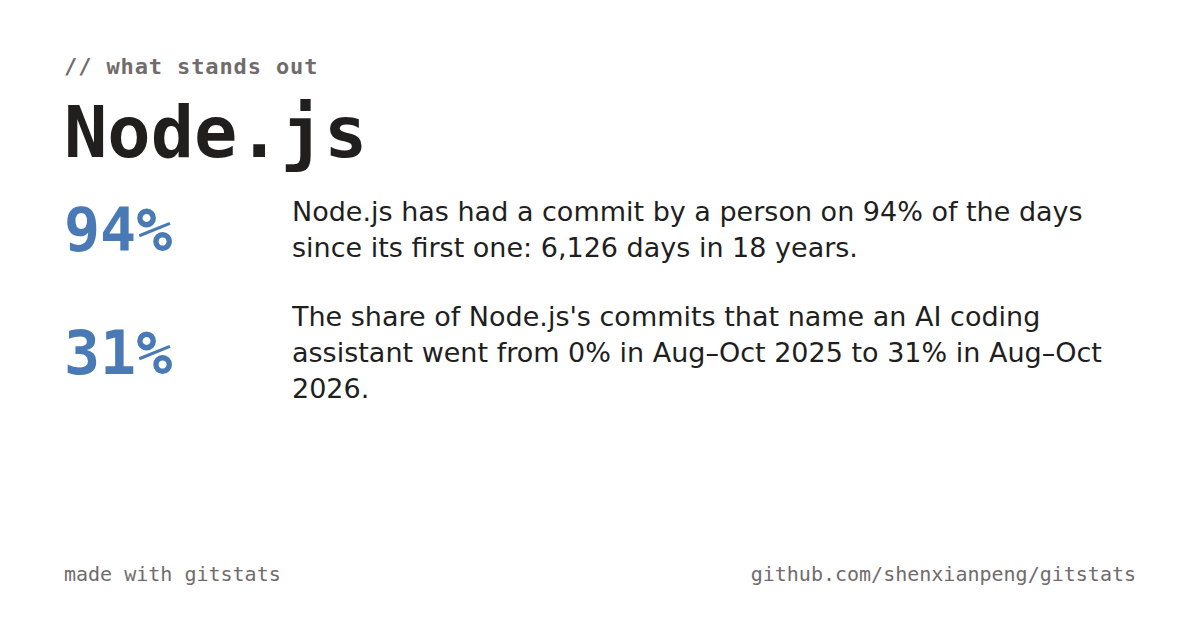 // what stands out
Node.js
94%
Node.js has had a commit by a person on 94% of the days
since its first one: 6,126 days in 18 years.
31%
The share of Node.js's commits that name an AI coding
assistant went from 0% in Aug–Oct 2025 to 31% in Aug–Oct
2026.
made with gitstats
github.com/shenxianpeng/gitstats